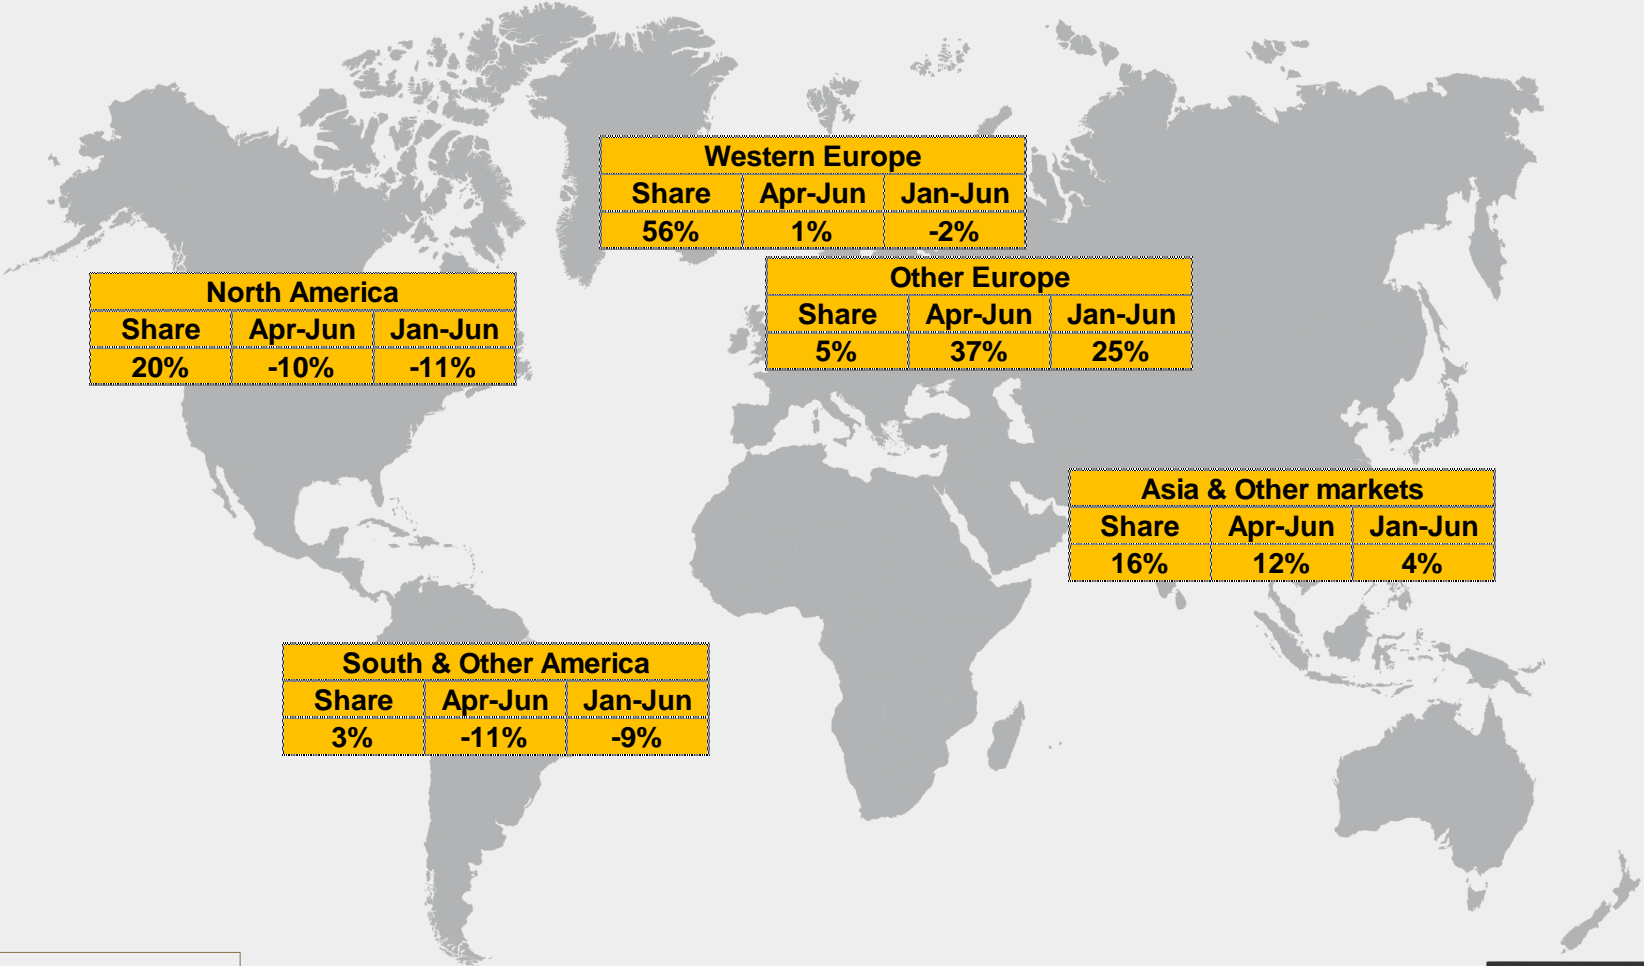 Western Europe
Share Apr-Jun Jan-Jun
56% 1% -2%
Other Europe
Share Apr-Jun Jan-Jun
5% 37% 25%
North America
Share Apr-Jun Jan-Jun
20% -10% -11%
Asia & Other markets
Share Apr-Jun Jan-Jun
16% 12% 4%
South & Other America
Share Apr-Jun Jan-Jun
3% -11% -9%